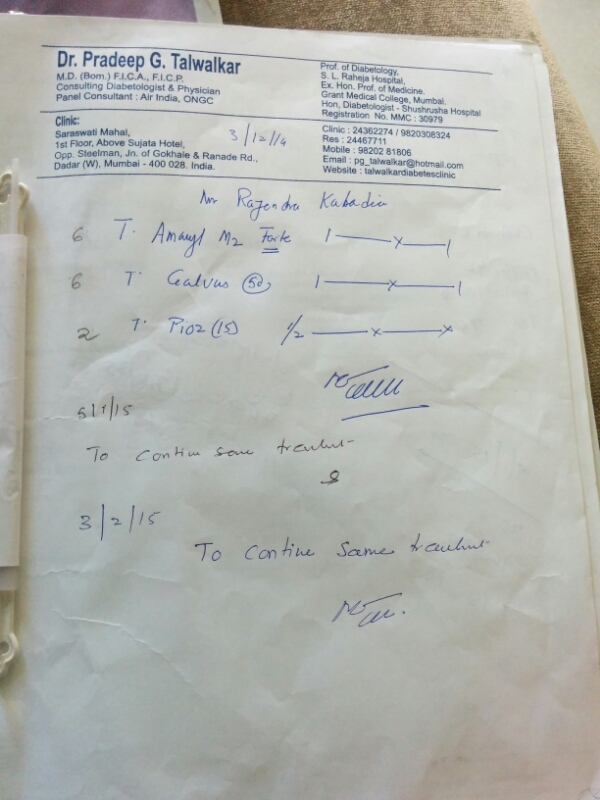 Dr. Pradeep G. Talwalkar
M.D. (Bom.) F.I.C.A., F.I.C.P.
Consulting Diabetologist & Physician
Panel Consultant : Air India, ONGC
Prof. of Diabetology,
S. L. Raheja Hospital,
Ex. Hon. Prof. of Medicine.
Grant Medical College, Mumbai.
Hon. Diabetologist - Shushrusha Hospital
Registration No. MMC : 30979
Clinic:
Saraswati Mahal,
1st Floor, Above Sujata Hotel,
Opp. Steelman, Jn. of Gokhale & Ranade Rd.,
Dadar (W), Mumbai - 400 028. India.
3/12/14
Clinic : 24362274 / 9820308324
Res : 24467711
Mobile : 98202 81806
Email : pg_talwalkar@hotmail.com
Website : talwalkardiabetesclinic
Mr Rajendra Kabadia
6 T. Amaryl M2 Forte 1 — x — 1
6 T. Galvus (50) 1 — x — 1
2 T. Pioz (15) 1/2 — x — x
5/1/15
To continue same treatment
3/2/15
To continue same treatment